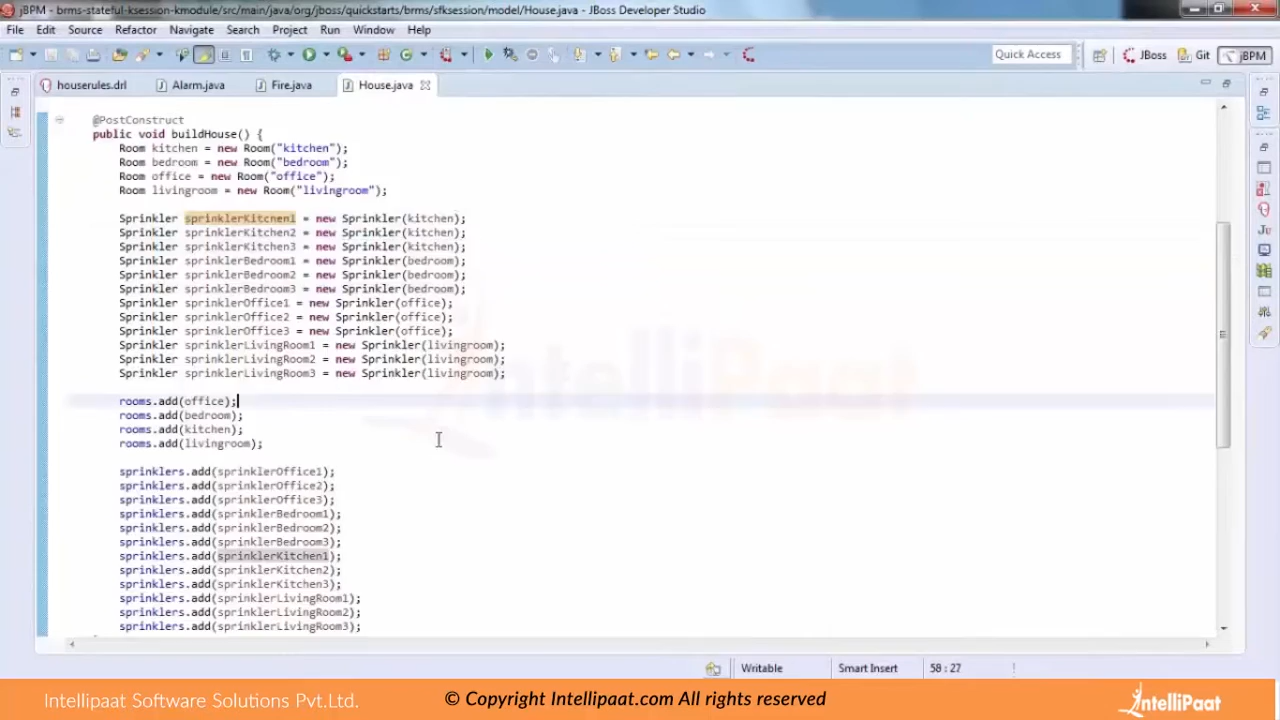 jBPM - brms-stateful-ksession-kmodule/src/main/java/org/jboss/quickstarts/brms/sfksession/model/House.java - JBoss Developer Studio
File Edit Source Refactor Navigate Search Project Run Window Help
Quick Access JBoss Git jBPM
houserules.drl Alarm.java Fire.java House.java
@PostConstruct
public void buildHouse() {
Room kitchen = new Room("kitchen");
Room bedroom = new Room("bedroom");
Room office = new Room("office");
Room livingroom = new Room("livingroom");
Sprinkler sprinklerKitchen1 = new Sprinkler(kitchen);
Sprinkler sprinklerKitchen2 = new Sprinkler(kitchen);
Sprinkler sprinklerKitchen3 = new Sprinkler(kitchen);
Sprinkler sprinklerBedroom1 = new Sprinkler(bedroom);
Sprinkler sprinklerBedroom2 = new Sprinkler(bedroom);
Sprinkler sprinklerBedroom3 = new Sprinkler(bedroom);
Sprinkler sprinklerOffice1 = new Sprinkler(office);
Sprinkler sprinklerOffice2 = new Sprinkler(office);
Sprinkler sprinklerOffice3 = new Sprinkler(office);
Sprinkler sprinklerLivingRoom1 = new Sprinkler(livingroom);
Sprinkler sprinklerLivingRoom2 = new Sprinkler(livingroom);
Sprinkler sprinklerLivingRoom3 = new Sprinkler(livingroom);
IntelliPaat
rooms.add(office);
rooms.add(bedroom);
rooms.add(kitchen);
rooms.add(livingroom);
sprinklers.add(sprinklerOffice1);
sprinklers.add(sprinklerOffice2);
sprinklers.add(sprinklerOffice3);
sprinklers.add(sprinklerBedroom1);
sprinklers.add(sprinklerBedroom2);
sprinklers.add(sprinklerBedroom3);
sprinklers.add(sprinklerKitchen1);
sprinklers.add(sprinklerKitchen2);
sprinklers.add(sprinklerKitchen3);
sprinklers.add(sprinklerLivingRoom1);
sprinklers.add(sprinklerLivingRoom2);
sprinklers.add(sprinklerLivingRoom3);
Writable Smart Insert 58 : 27
Intellipaat Software Solutions Pvt.Ltd. © Copyright Intellipaat.com All rights reserved IntelliPaat